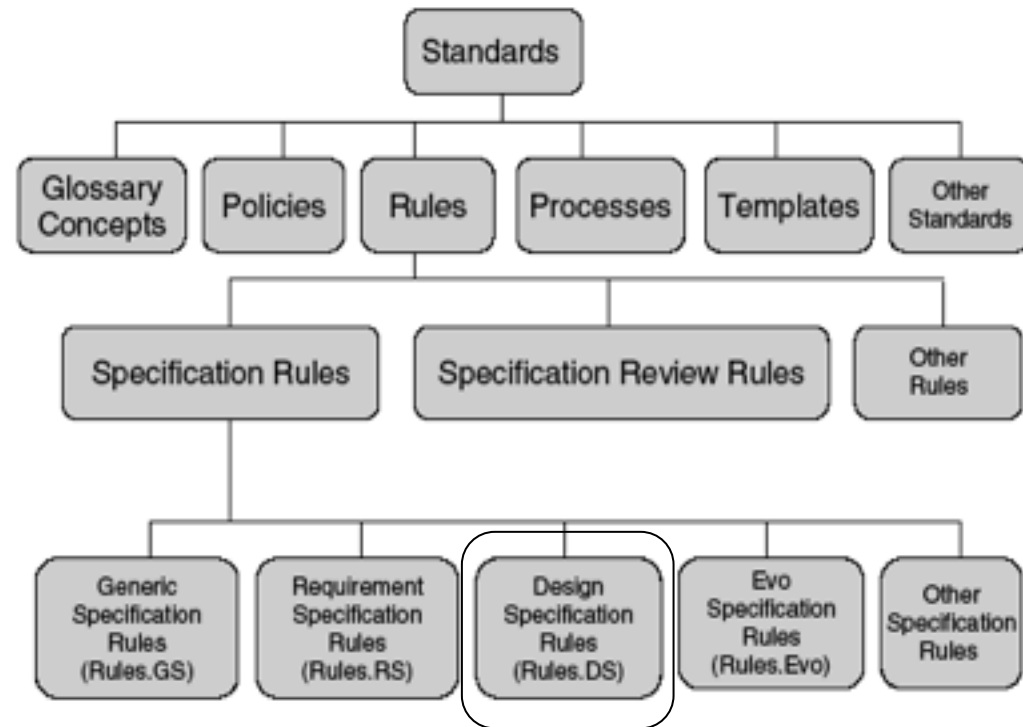 Standards
Glossary
Concepts
Policies
Rules
Processes
Templates
Other
Standards
Specification Rules
Specification Review Rules
Other
Rules
Generic
Specification
Rules
(Rules.GS)
Requirement
Specification
Rules
(Rules.RS)
Design
Specification
Rules
(Rules.DS)
Evo
Specification
Rules
(Rules.Evo)
Other
Specification
Rules